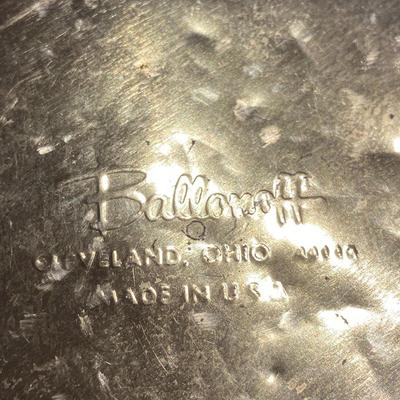 Ballonoff
CLEVELAND, OHIO
MADE IN U.S.A